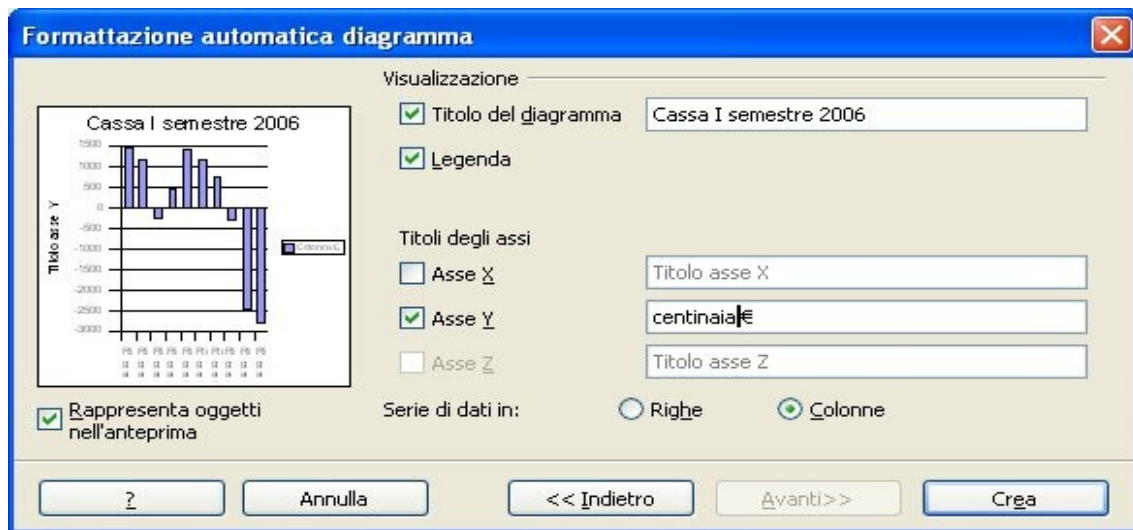 Formattazione automatica diagramma
Visualizzazione
Titolo del diagramma
Cassa I semestre 2006
Legenda
Cassa I semestre 2006
1500
1000
500
0
-500
-1000
-1500
-2000
-2500
-3000
Titolo asse Y
Colonna C
Titoli degli assi
Asse X
Titolo asse X
Asse Y
centinaia€
Asse Z
Titolo asse Z
Rappresenta oggetti
nell'anteprima
Serie di dati in:
Righe
Colonne
?
Annulla
<< Indietro
Avanti>>
Crea